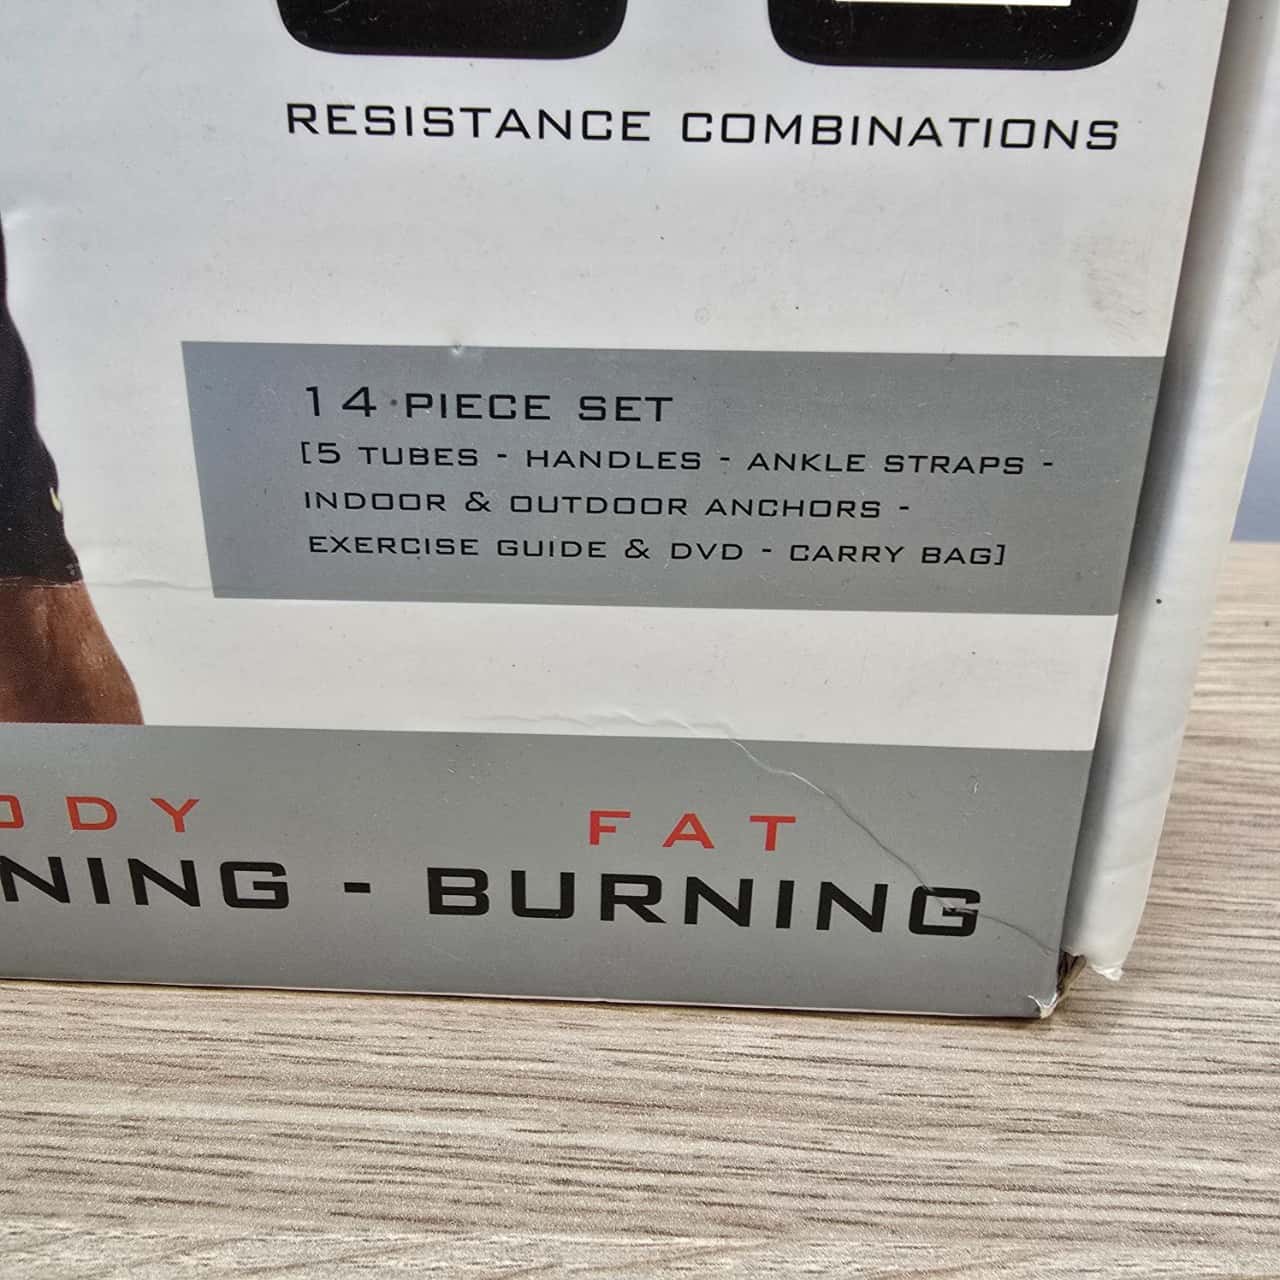 RESISTANCE COMBINATIONS
14 PIECE SET
[5 TUBES - HANDLES - ANKLE STRAPS -
INDOOR & OUTDOOR ANCHORS -
EXERCISE GUIDE & DVD - CARRY BAG]
FAT
- BURNING